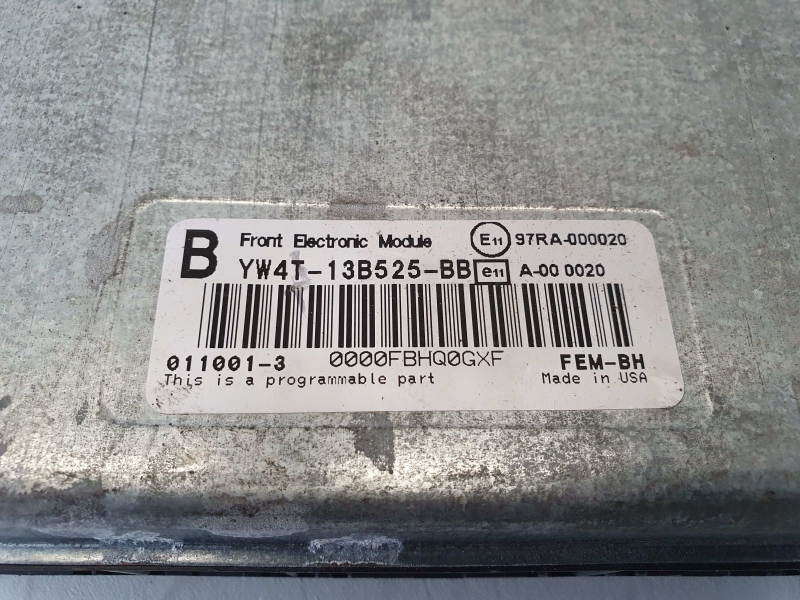 B Front Electronic Module E11 97RA-000020
YW4T-13B525-BB e11 A-00 0020
011001-3 0000FBHQ0GXF FEM-BH
This is a programmable part Made in USA